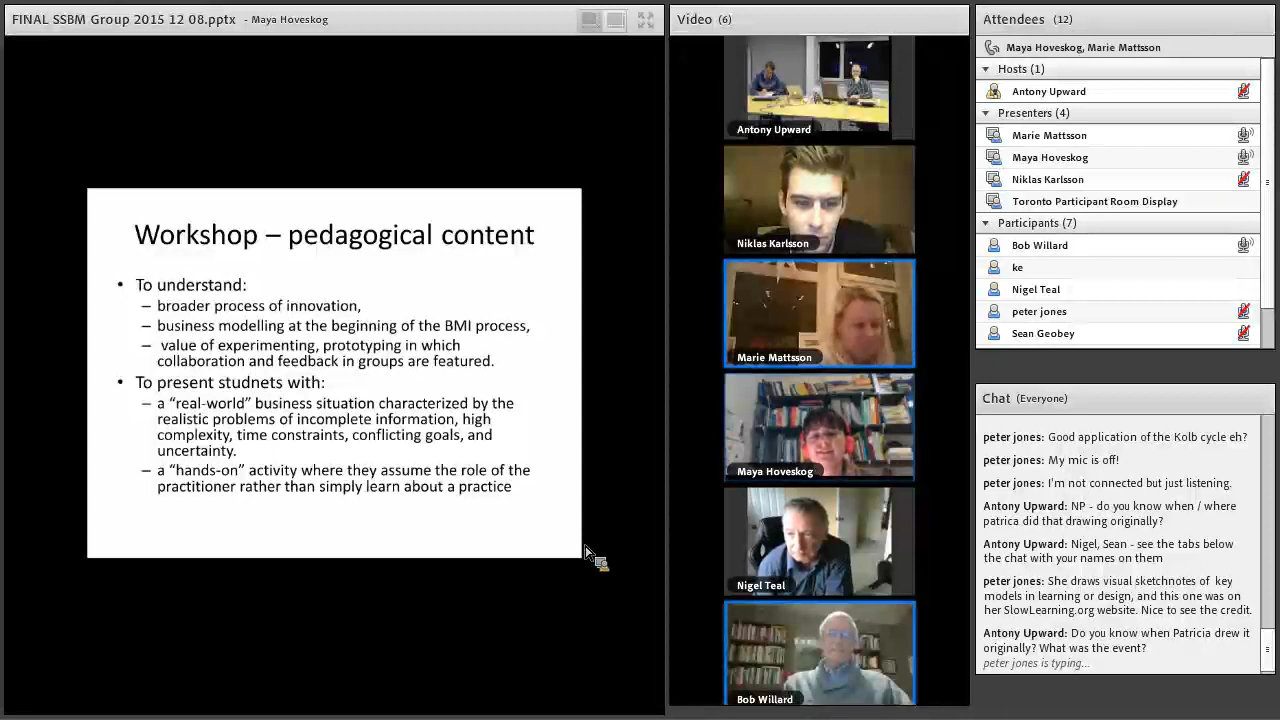 FINAL SSBM Group 2015 12 08.pptx - Maya Hoveskog
Workshop – pedagogical content
• To understand:
– broader process of innovation,
– business modelling at the beginning of the BMI process,
– value of experimenting, prototyping in which
collaboration and feedback in groups are featured.
• To present studnets with:
– a “real-world” business situation characterized by the
realistic problems of incomplete information, high
complexity, time constraints, conflicting goals, and
uncertainty.
– a “hands-on” activity where they assume the role of the
practitioner rather than simply learn about a practice
Video (6)
Antony Upward
Niklas Karlsson
Marie Mattsson
Maya Hoveskog
Nigel Teal
Bob Willard
Attendees (12)
Maya Hoveskog, Marie Mattsson
Hosts (1)
Antony Upward
Presenters (4)
Marie Mattsson
Maya Hoveskog
Niklas Karlsson
Toronto Participant Room Display
Participants (7)
Bob Willard
ke
Nigel Teal
peter jones
Sean Geobey
Chat (Everyone)
peter jones: Good application of the Kolb cycle eh?
peter jones: My mic is off!
peter jones: I'm not connected but just listening.
Antony Upward: NP - do you know when / where
patrica did that drawing originally?
Antony Upward: Nigel, Sean - see the tabs below
the chat with your names on them
peter jones: She draws visual sketchnotes of key
models in learning or design, and this one was on
her SlowLearning.org website. Nice to see the credit.
Antony Upward: Do you know when Patricia drew it
originally? What was the event?
peter jones is typing...